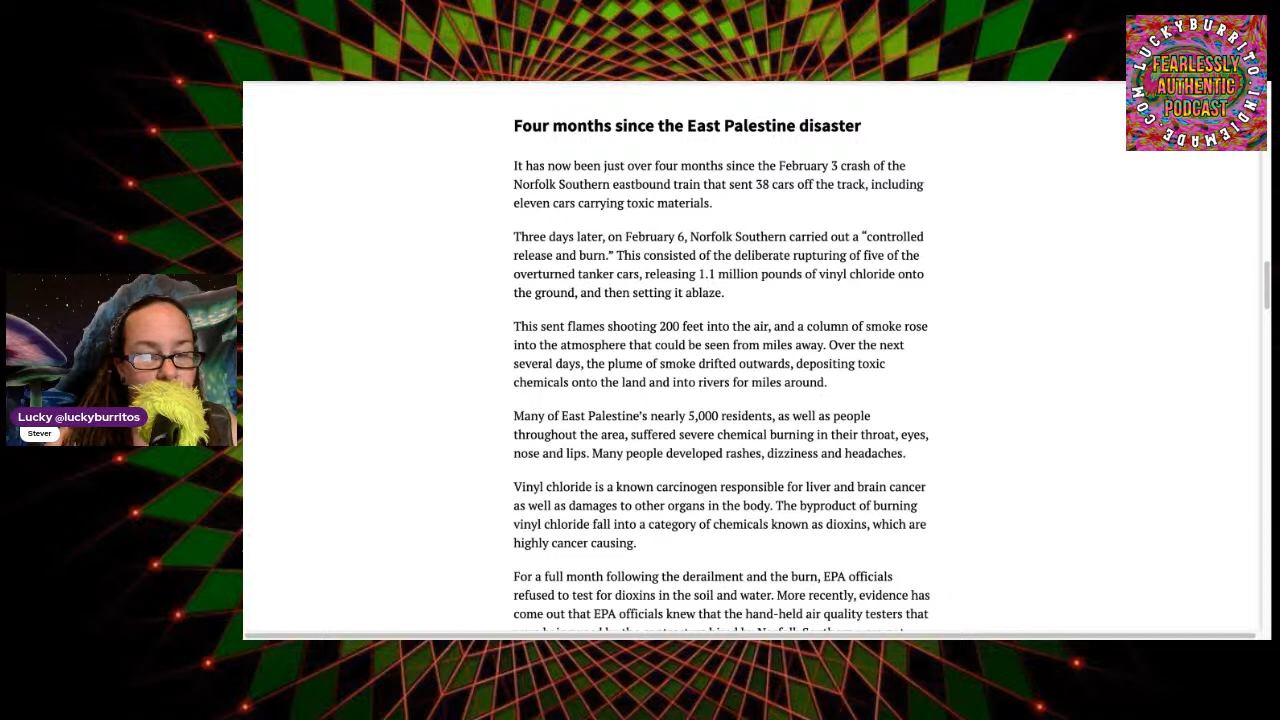 LUCKYBURRITO.INDIEMADE.COM
FEARLESSLY
AUTHENTIC
PODCAST
Four months since the East Palestine disaster
It has now been just over four months since the February 3 crash of the
Norfolk Southern eastbound train that sent 38 cars off the track, including
eleven cars carrying toxic materials.
Three days later, on February 6, Norfolk Southern carried out a “controlled
release and burn.” This consisted of the deliberate rupturing of five of the
overturned tanker cars, releasing 1.1 million pounds of vinyl chloride onto
the ground, and then setting it ablaze.
This sent flames shooting 200 feet into the air, and a column of smoke rose
into the atmosphere that could be seen from miles away. Over the next
several days, the plume of smoke drifted outwards, depositing toxic
chemicals onto the land and into rivers for miles around.
Many of East Palestine’s nearly 5,000 residents, as well as people
throughout the area, suffered severe chemical burning in their throat, eyes,
nose and lips. Many people developed rashes, dizziness and headaches.
Vinyl chloride is a known carcinogen responsible for liver and brain cancer
as well as damages to other organs in the body. The byproduct of burning
vinyl chloride fall into a category of chemicals known as dioxins, which are
highly cancer causing.
For a full month following the derailment and the burn, EPA officials
refused to test for dioxins in the soil and water. More recently, evidence has
come out that EPA officials knew that the hand-held air quality testers that
Lucky @luckyburritos
Stever